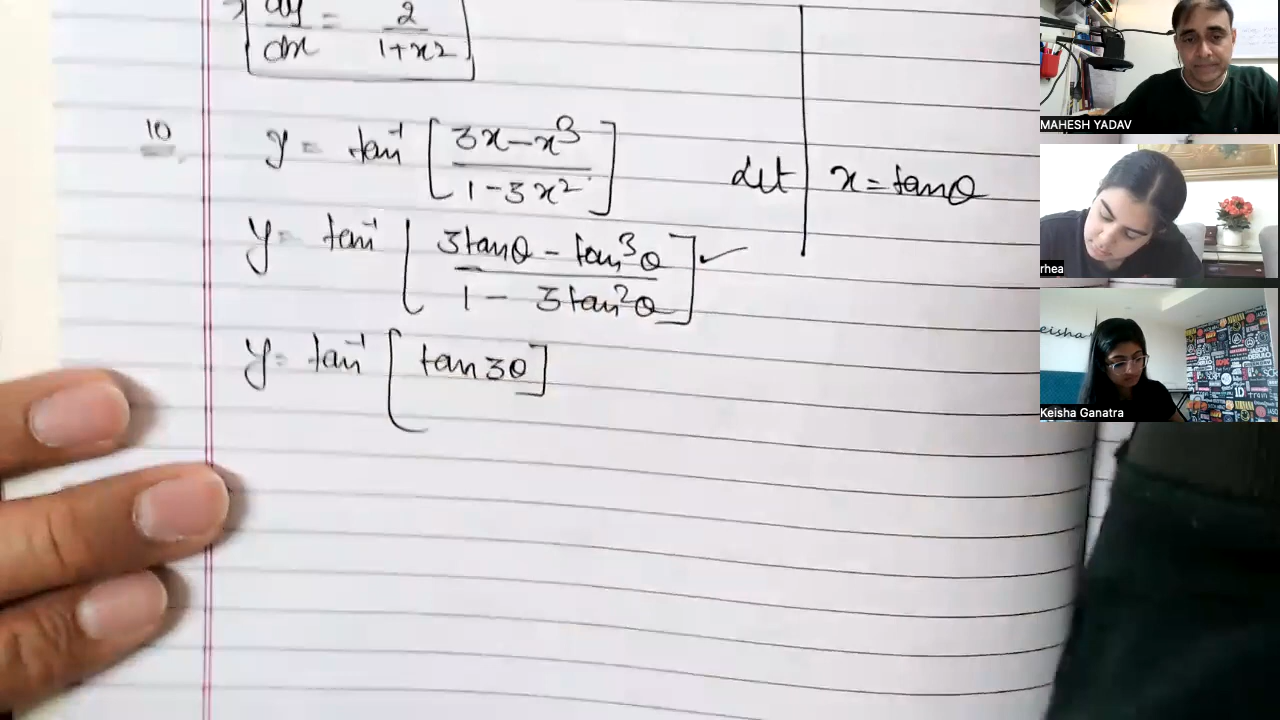 dy/dx = 2/1+x2
10. y = tan⁻¹ [3x-x³/1-3x²]
Let x = tanθ
y = tan⁻¹ [3tanθ - tan³θ/1 - 3tan²θ] ✓
y = tan⁻¹ [tan3θ]
MAHESH YADAV
rhea
eisha
Keisha Ganatra